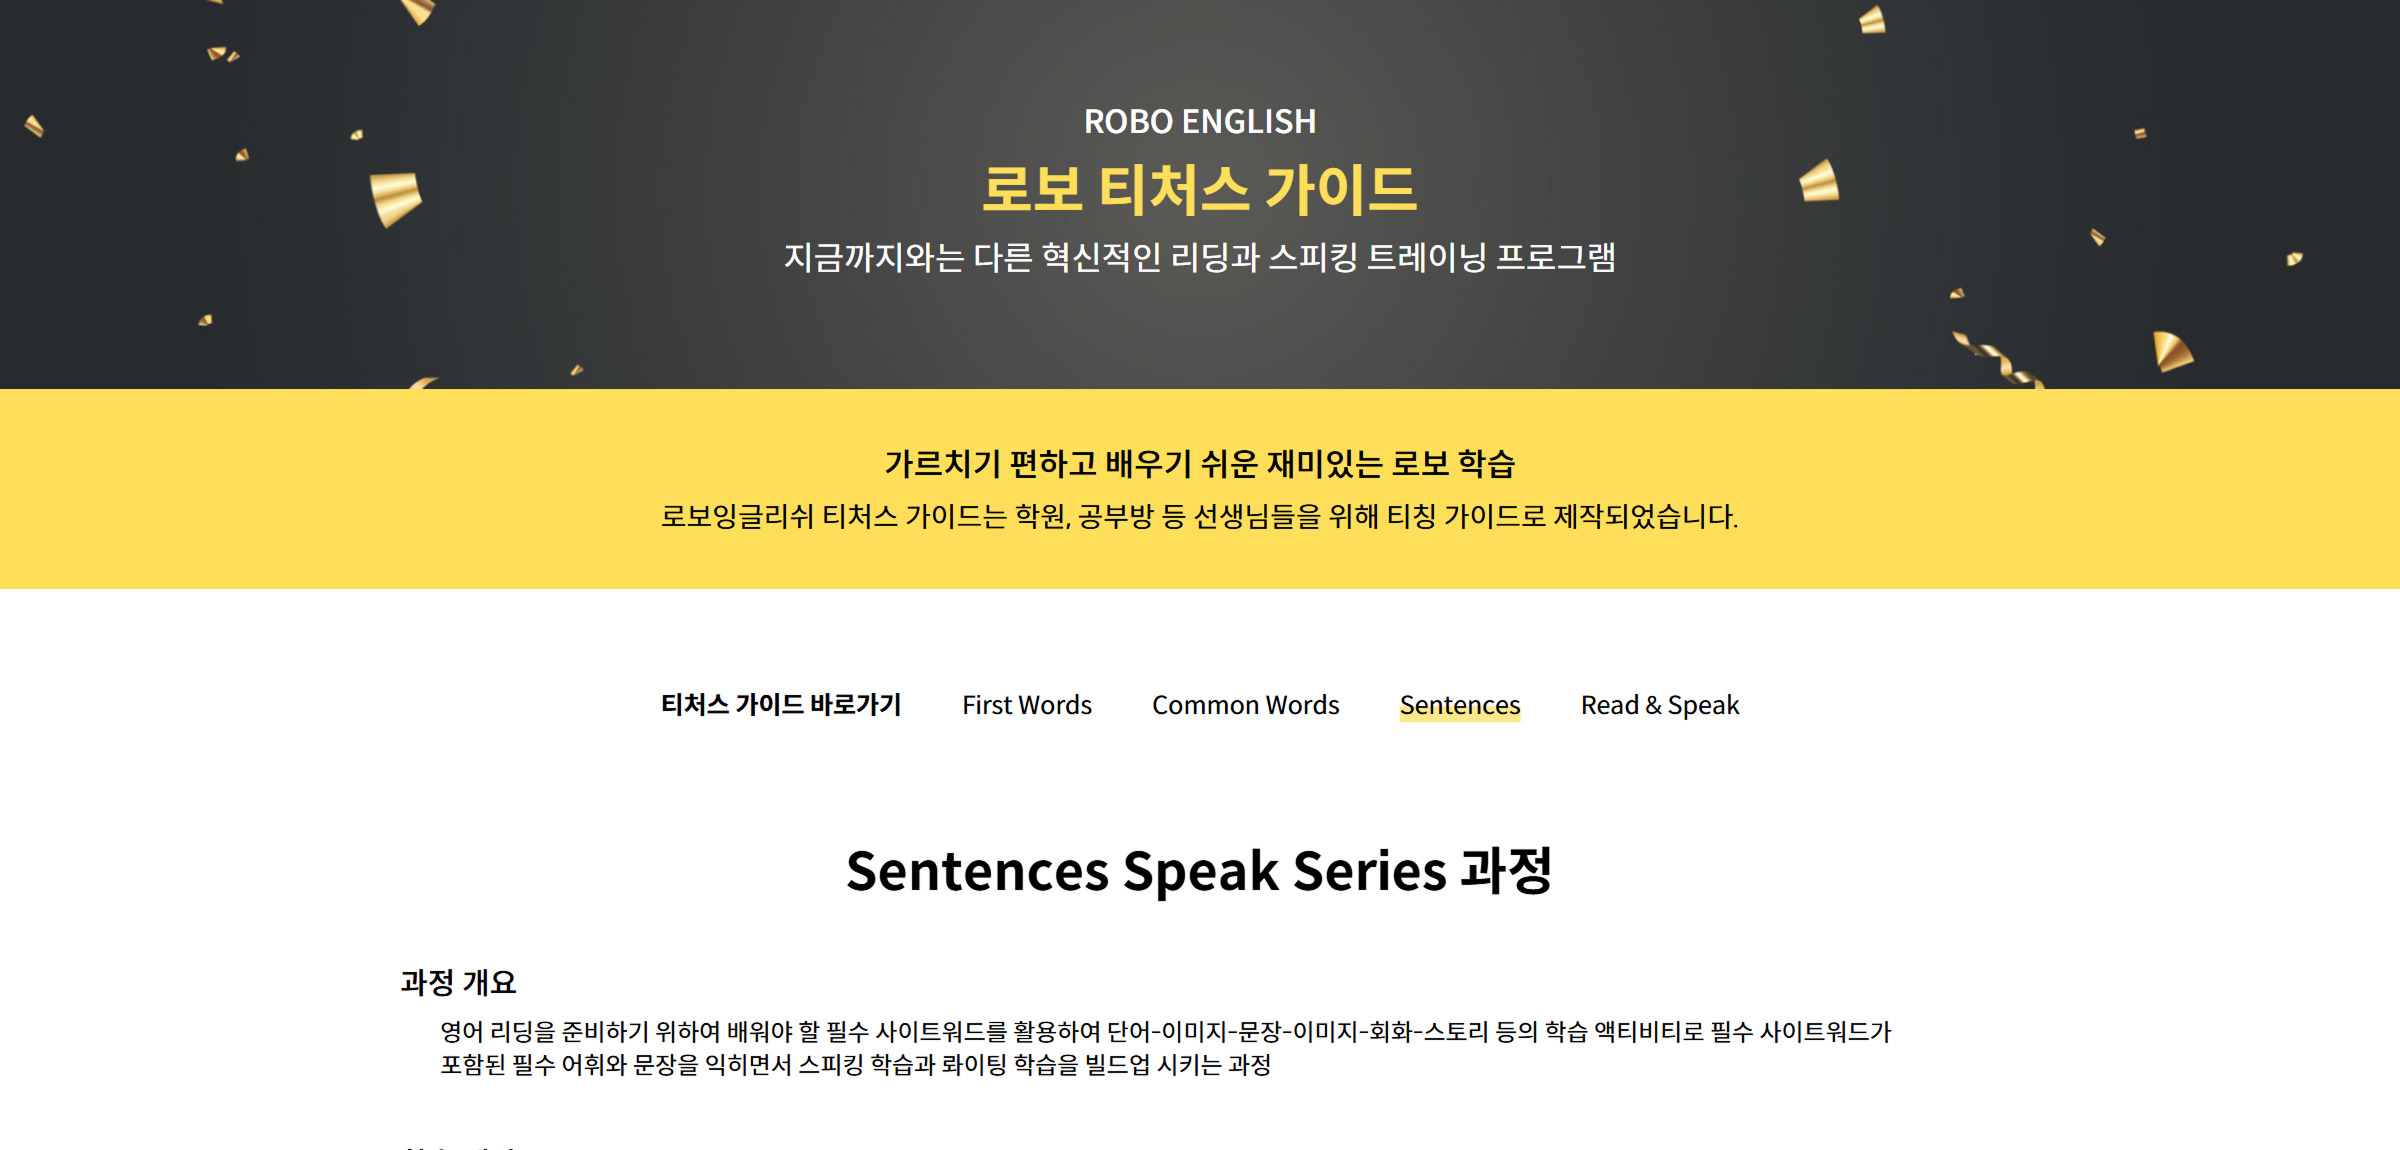 ROBO ENGLISH
로보 티처스 가이드
지금까지와는 다른 혁신적인 리딩과 스피킹 트레이닝 프로그램
가르치기 편하고 배우기 쉬운 재미있는 로보 학습
로보잉글리쉬 티처스 가이드는 학원, 공부방 등 선생님들을 위해 티칭 가이드로 제작되었습니다.
티처스 가이드 바로가기 First Words Common Words Sentences Read & Speak
Sentences Speak Series 과정
과정 개요
영어 리딩을 준비하기 위하여 배워야 할 필수 사이트워드를 활용하여 단어-이미지-문장-이미지-회화-스토리 등의 학습 액티비티로 필수 사이트워드가
포함된 필수 어휘와 문장을 익히면서 스피킹 학습과 롸이팅 학습을 빌드업 시키는 과정